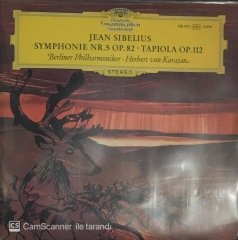 Deutsche
Grammophon
Gesellschaft
JEAN SIBELIUS
SYMPHONIE NR.5 OP. 82 · TAPIOLA OP. 112
Berliner Philharmoniker · Herbert von Karajan
STEREO
CS CamScanner ile tarandı